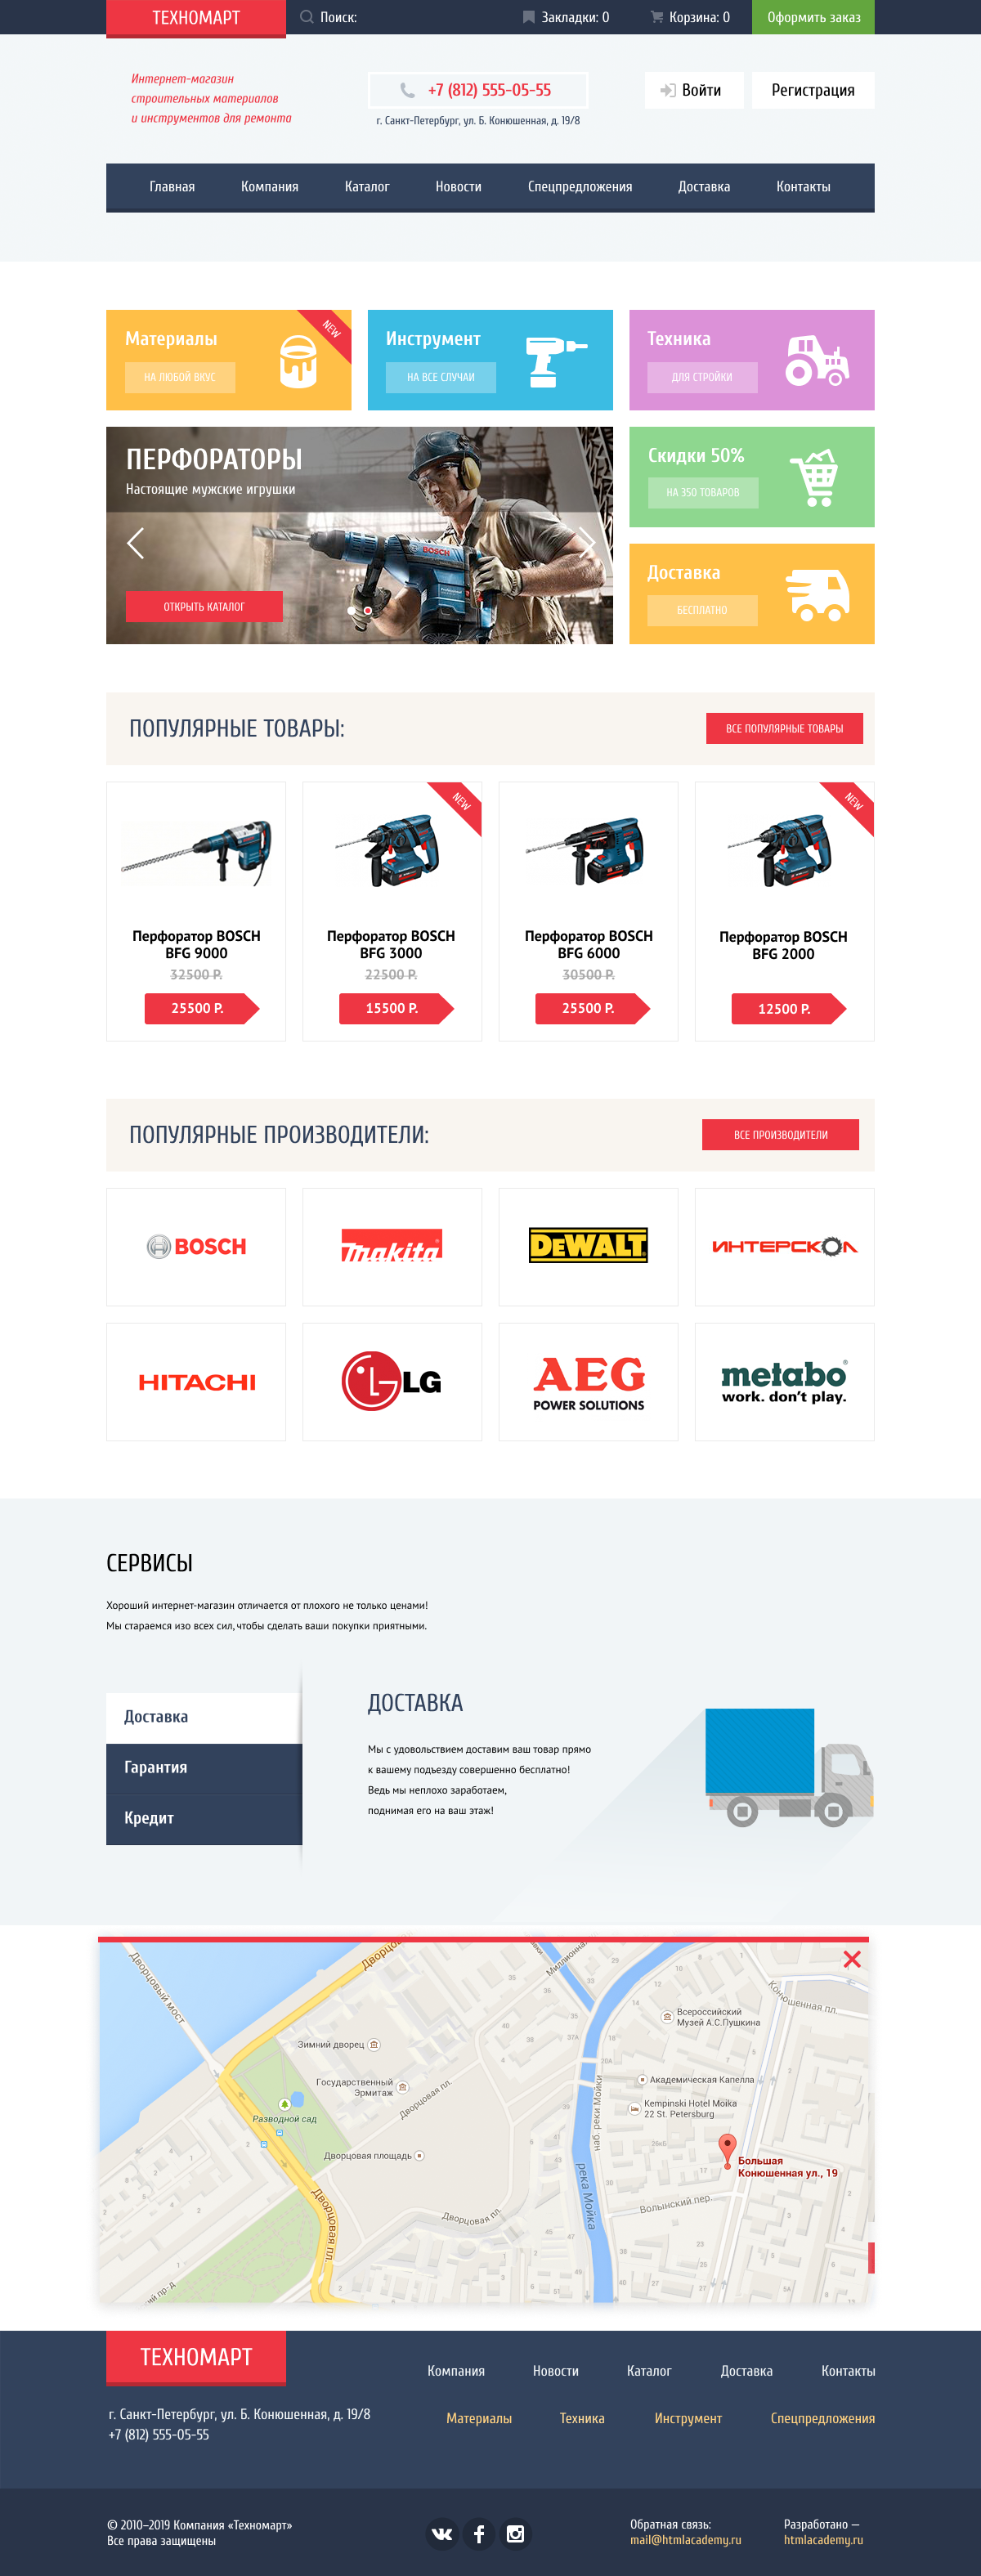 ТЕХНОМАРТ
Поиск:
Закладки: 0
Корзина: 0
Оформить заказ
Интернет-магазин
строительных материалов
и инструментов для ремонта
+7 (812) 555-05-55
г. Санкт-Петербург, ул. Б. Конюшенная, д. 19/8
Войти
Регистрация
Главная
Компания
Каталог
Новости
Спецпредложения
Доставка
Контакты
Материалы
НА ЛЮБОЙ ВКУС
NEW
Инструмент
НА ВСЕ СЛУЧАИ
Техника
ДЛЯ СТРОЙКИ
ПЕРФОРАТОРЫ
Настоящие мужские игрушки
BOSCH
ОТКРЫТЬ КАТАЛОГ
Скидки 50%
НА 350 ТОВАРОВ
Доставка
БЕСПЛАТНО
ПОПУЛЯРНЫЕ ТОВАРЫ:
ВСЕ ПОПУЛЯРНЫЕ ТОВАРЫ
Перфоратор BOSCH
BFG 9000
32500 Р.
25500 Р.
NEW
Перфоратор BOSCH
BFG 3000
22500 Р.
15500 Р.
Перфоратор BOSCH
BFG 6000
30500 Р.
25500 Р.
NEW
Перфоратор BOSCH
BFG 2000
12500 Р.
ПОПУЛЯРНЫЕ ПРОИЗВОДИТЕЛИ:
ВСЕ ПРОИЗВОДИТЕЛИ
BOSCH
makita
DEWALT
ИНТЕРСКОЛ
HITACHI
LG
AEG
POWER SOLUTIONS
metabo
work. don't play.
СЕРВИСЫ
Хороший интернет-магазин отличается от плохого не только ценами!
Мы стараемся изо всех сил, чтобы сделать ваши покупки приятными.
Доставка
Гарантия
Кредит
ДОСТАВКА
Мы с удовольствием доставим ваш товар прямо
к вашему подъезду совершенно бесплатно!
Ведь мы неплохо заработаем,
поднимая его на ваш этаж!
Дворцовый мост
Зимний дворец
Государственный
Эрмитаж
Дворцовая пл.
Разводной сад
Дворцовая площадь
Дворцовая пл.
Дворцовая пл.
наб. реки Мойки
река Мойка
Конюшенная пл.
Всероссийский
Музей А.С.Пушкина
Академическая Капелла
Kempinski Hotel Moika
22 St. Petersburg
Большая
Конюшенная ул., 19
Волынский пер.
ТЕХНОМАРТ
г. Санкт-Петербург, ул. Б. Конюшенная, д. 19/8
+7 (812) 555-05-55
Компания
Новости
Каталог
Доставка
Контакты
Материалы
Техника
Инструмент
Спецпредложения
© 2010–2019 Компания «Техномарт»
Все права защищены
Обратная связь:
mail@htmlacademy.ru
Разработано —
htmlacademy.ru